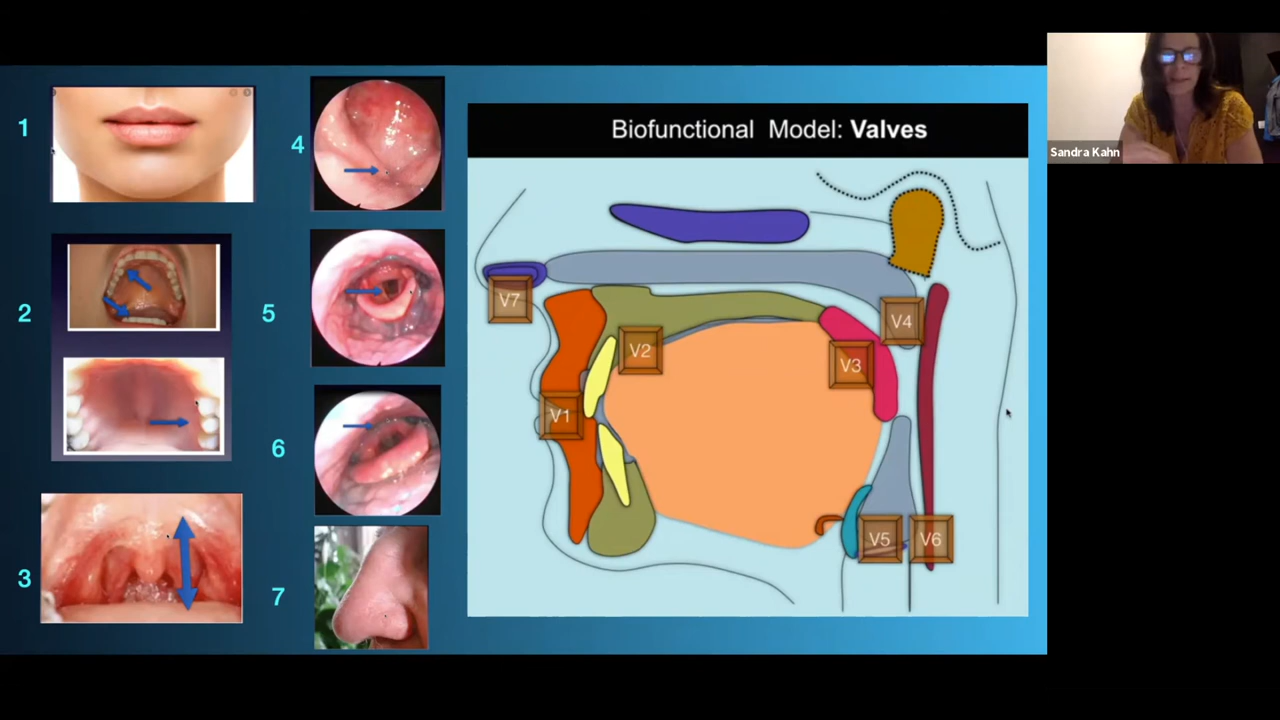 1
2
3
4
5
6
7
Biofunctional Model: Valves
V7
V4
V2
V3
V1
V5
V6
Sandra Kahn